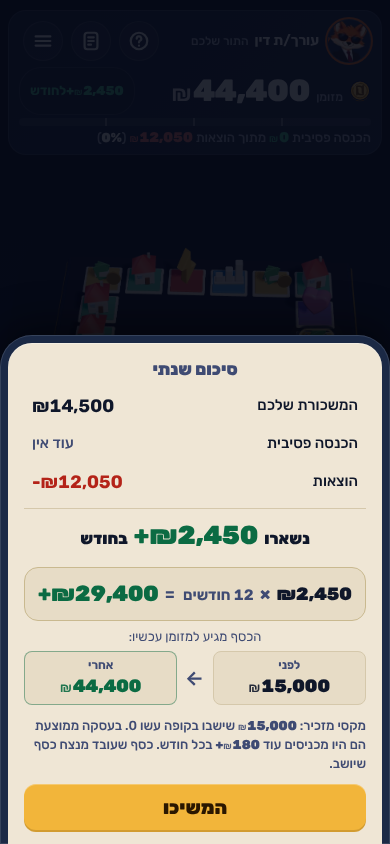 עורך/ת דין התור שלכם
מזומן 44,400₪ +2,450₪לחודש
הכנסה פסיבית 0₪ מתוך הוצאות 12,050₪ (0%)
סיכום שנתי
המשכורת שלכם ₪14,500
הכנסה פסיבית עוד אין
הוצאות -₪12,050
נשארו +₪2,450 בחודש
₪2,450 × 12 חודשים = +₪29,400
הכסף מגיע למזומן עכשיו:
לפני
15,000₪
←
אחרי
44,400₪
מקסי מזכיר: 15,000₪ שישבו בקופה עשו 0. בעסקה ממוצעת
הם היו מכניסים עוד 180₪+ בכל חודש. כסף שעובד מנצח כסף
שיושב.
המשיכו